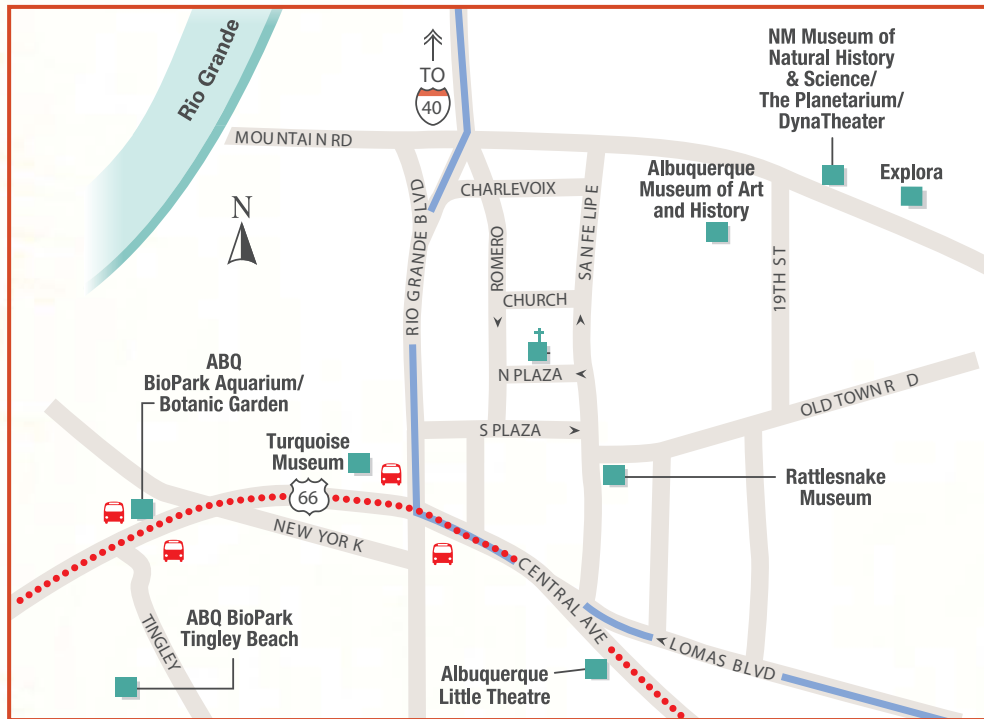 Rio Grande
TO
40
NM Museum of
Natural History
& Science/
The Planetarium/
DynaTheater
MOUNTAIN RD
Explora
Albuquerque
Museum of Art
and History
CHARLEVOIX
N
RIO GRANDE BLVD
ROMERO
SAN FELIPE
19TH ST
CHURCH
ABQ
BioPark Aquarium/
Botanic Garden
N PLAZA
OLD TOWN R D
S PLAZA
Turquoise
Museum
Rattlesnake
Museum
66
NEW YORK
CENTRAL AVE
TINGLEY
ABQ BioPark
Tingley Beach
LOMAS BLVD
Albuquerque
Little Theatre